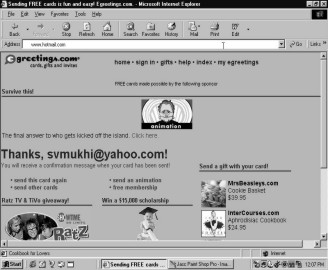 Sending FREE cards is fun and easy! Egreetings.com. - Microsoft Internet Explorer
File Edit View Favorites Tools Help
Back Forward Stop Refresh Home Search Favorites History Mail Print Edit
Address www.hotmail.com Go Links »
egreetings.com™
cards, gifts and invites
home • sign in • gifts • help • index • my egreetings
FREE cards made possible by the following sponsor
Survive this!
animation
The final answer to who gets kicked off the island. Click here.
Thanks, svmukhi@yahoo.com!
You will receive a confirmation message when your card has been sent!
• send this card again
• send an animation
• send other cards
• free membership
Send a gift with your card!
MrsBeasleys.com
Cookie Basket
$39.95
InterCourses.com
Aphrodisiac Cookbook
$24.95
Ratz TV & TiVo giveaway!
Win a $15,000 scholarship
SHOWTIME
RatZ
Cookbook for Lovers
Internet
Start
Sending FREE cards ...
Jasc Paint Shop Pro - Ima...
12:07 PM